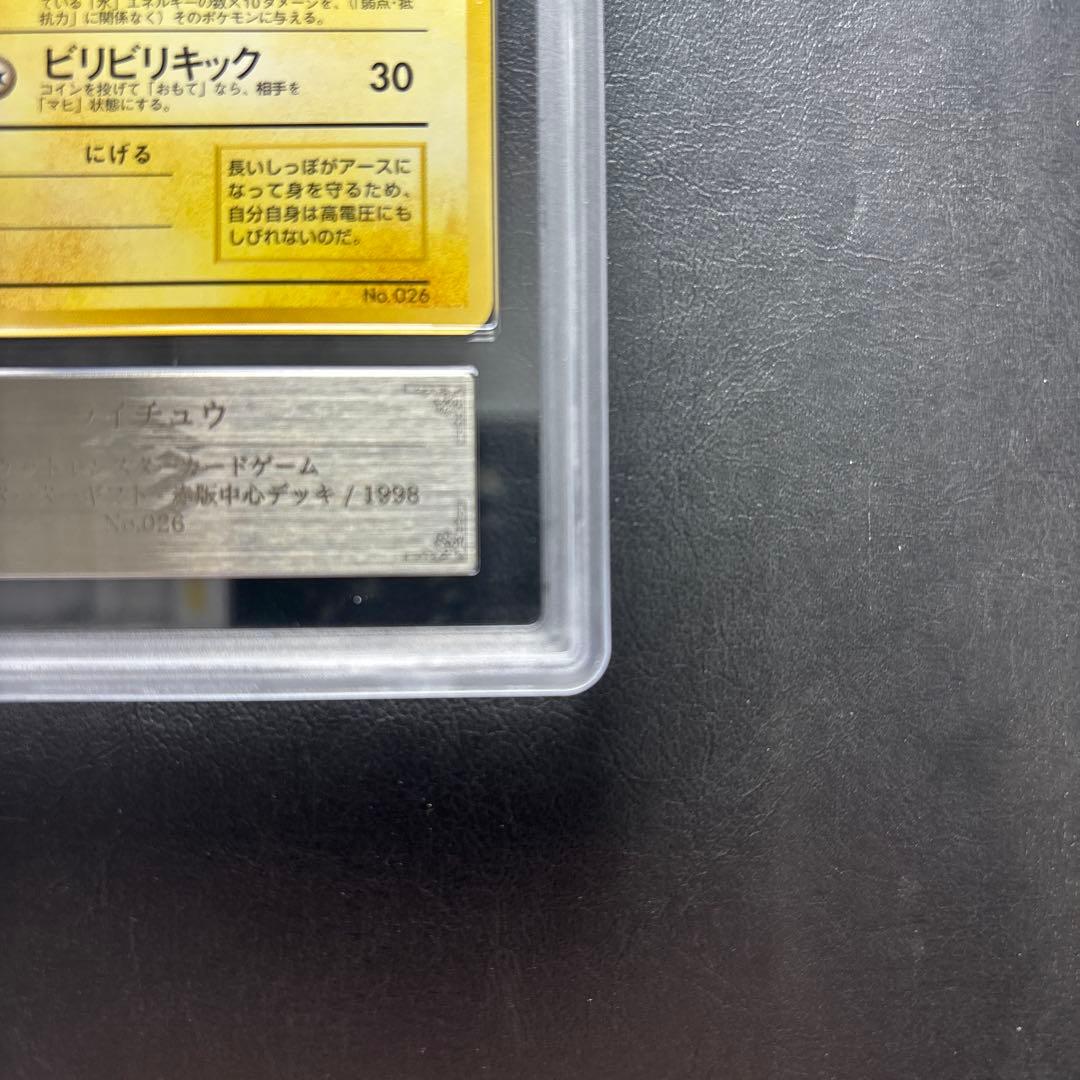 ている「水」エネルギーの数×10ダメージを、(「弱点・抵
抗力」に関係なく)そのポケモンに与える。
ビリビリキック 30
コインを投げて「おもて」なら、相手を
「マヒ」状態にする。
にげる
長いしっぽがアースに
なって身を守るため、
自分自身は高電圧にも
しびれないのだ。
No.026
イチュウ
カードゲーム
赤版中心デッキ / 1998
No.026